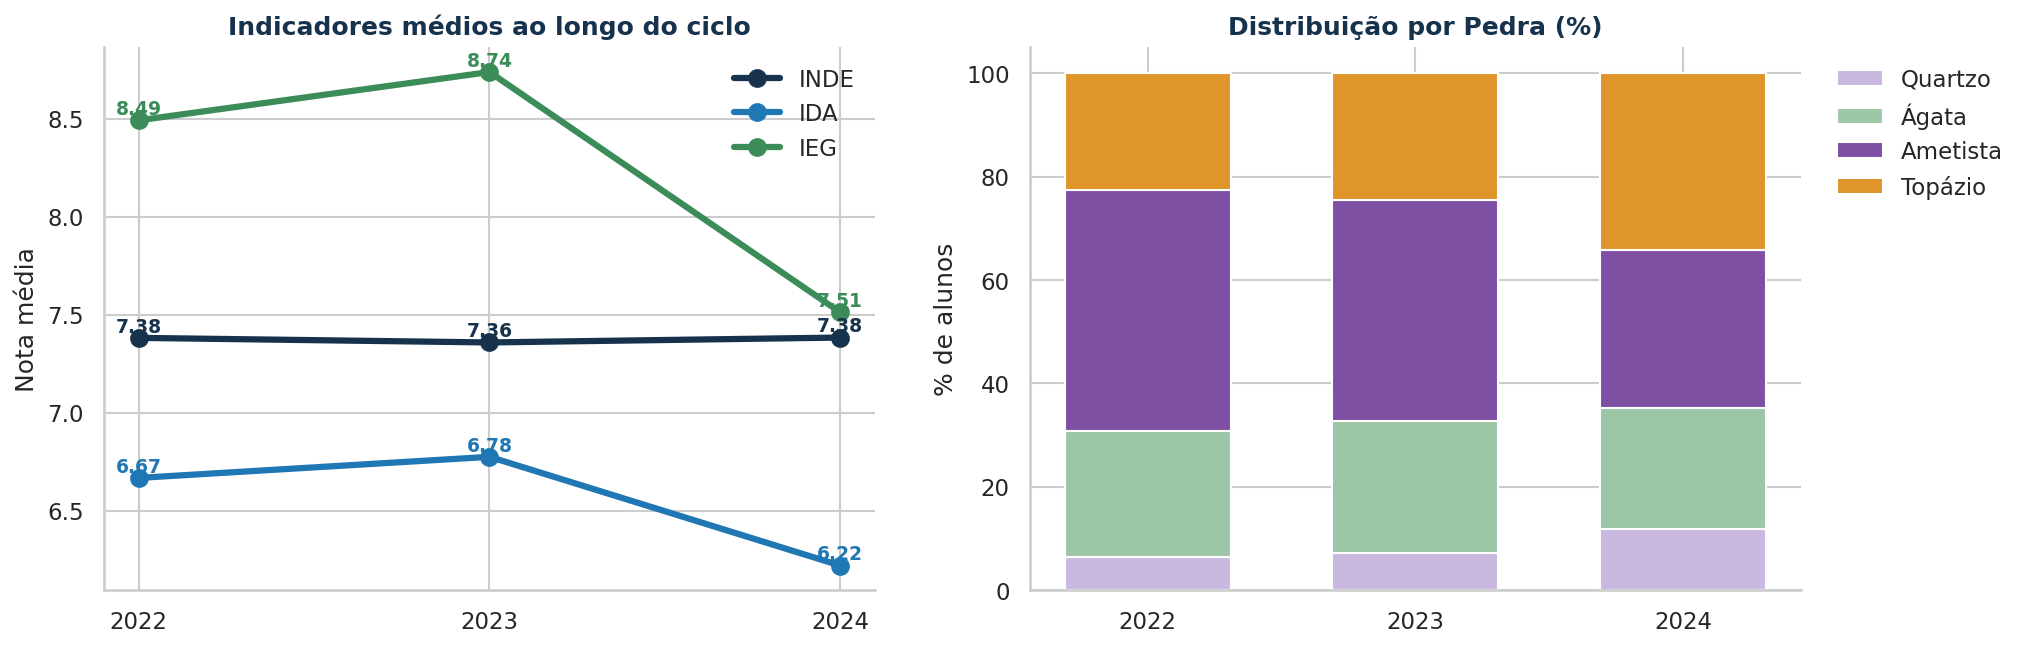 Indicadores médios ao longo do ciclo
Nota média
8.5
8.0
7.5
7.0
6.5
8.49
8.74
7.51
7.38
7.36
7.38
6.67
6.78
6.22
INDE
IDA
IEG
2022
2023
2024
Distribuição por Pedra (%)
% de alunos
100
80
60
40
20
0
2022
2023
2024
Quartzo
Ágata
Ametista
Topázio